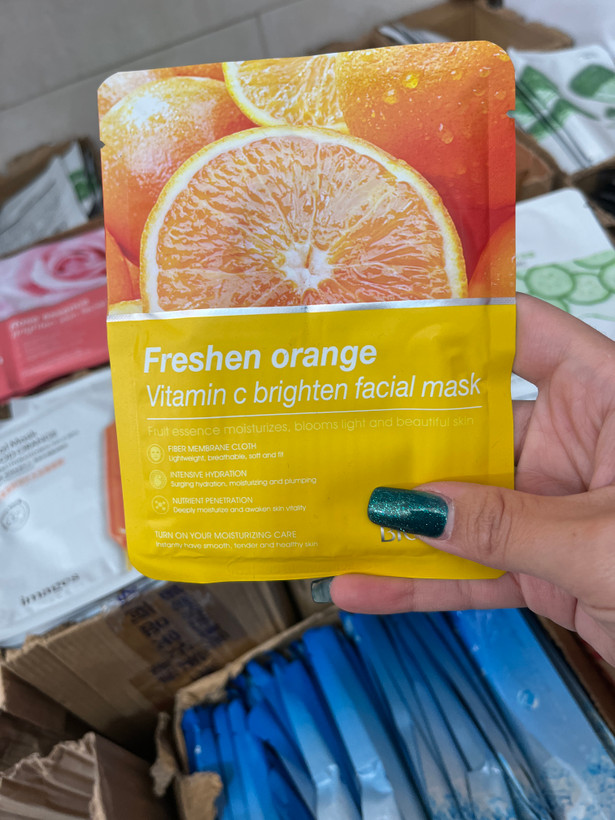 Freshen orange
Vitamin c brighten facial mask
Fruit essence moisturizes, blooms light and beautiful skin
FIBER MEMBRANE CLOTH
Lightweight, breathable, soft and fit
INTENSIVE HYDRATION
Surging hydration, moisturizing and plumping
NUTRIENT PENETRATION
Deeply moisturize and awaken skin vitality
TURN ON YOUR MOISTURIZING CARE
Instantly have smooth, tender and healthy skin
images